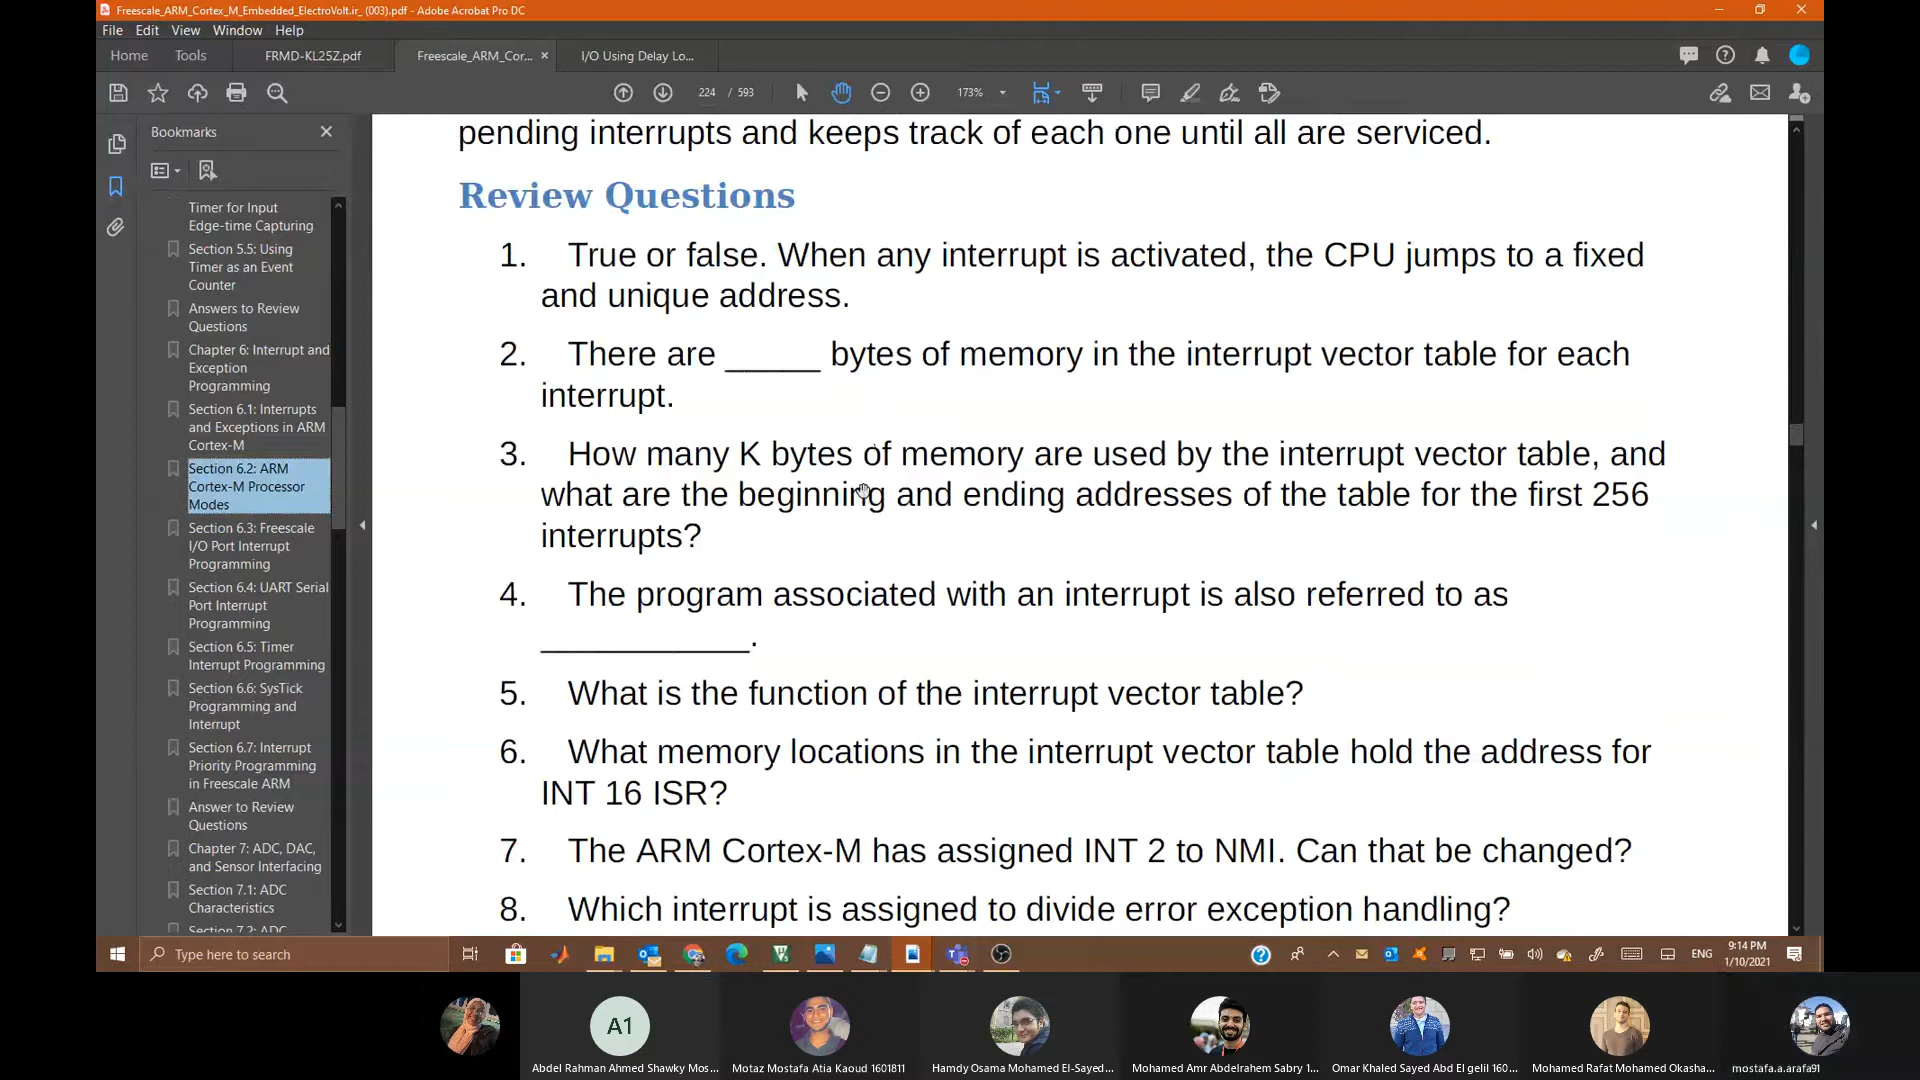 Freescale_ARM_Cortex_M_Embedded_ElectroVolt.ir_ (003).pdf - Adobe Acrobat Pro DC
File Edit View Window Help
Home Tools FRMD-KL25Z.pdf Freescale_ARM_Cor... × I/O Using Delay Lo...
224 / 593 173%
Bookmarks
Timer for Input
Edge-time Capturing
Section 5.5: Using
Timer as an Event
Counter
Answers to Review
Questions
Chapter 6: Interrupt and
Exception
Programming
Section 6.1: Interrupts
and Exceptions in ARM
Cortex-M
Section 6.2: ARM
Cortex-M Processor
Modes
Section 6.3: Freescale
I/O Port Interrupt
Programming
Section 6.4: UART Serial
Port Interrupt
Programming
Section 6.5: Timer
Interrupt Programming
Section 6.6: SysTick
Programming and
Interrupt
Section 6.7: Interrupt
Priority Programming
in Freescale ARM
Answer to Review
Questions
Chapter 7: ADC, DAC,
and Sensor Interfacing
Section 7.1: ADC
Characteristics
Section 7.2: ADC
pending interrupts and keeps track of each one until all are serviced.
Review Questions
1. True or false. When any interrupt is activated, the CPU jumps to a fixed
and unique address.
2. There are _____ bytes of memory in the interrupt vector table for each
interrupt.
3. How many K bytes of memory are used by the interrupt vector table, and
what are the beginning and ending addresses of the table for the first 256
interrupts?
4. The program associated with an interrupt is also referred to as
___________.
5. What is the function of the interrupt vector table?
6. What memory locations in the interrupt vector table hold the address for
INT 16 ISR?
7. The ARM Cortex-M has assigned INT 2 to NMI. Can that be changed?
8. Which interrupt is assigned to divide error exception handling?
Type here to search
ENG
9:14 PM
1/10/2021
A1
Abdel Rahman Ahmed Shawky Mos...
Motaz Mostafa Atia Kaoud 1601811
Hamdy Osama Mohamed El-Sayed...
Mohamed Amr Abdelrahem Sabry 1...
Omar Khaled Sayed Abd El gelil 160...
Mohamed Rafat Mohamed Okasha...
mostafa.a.arafa91